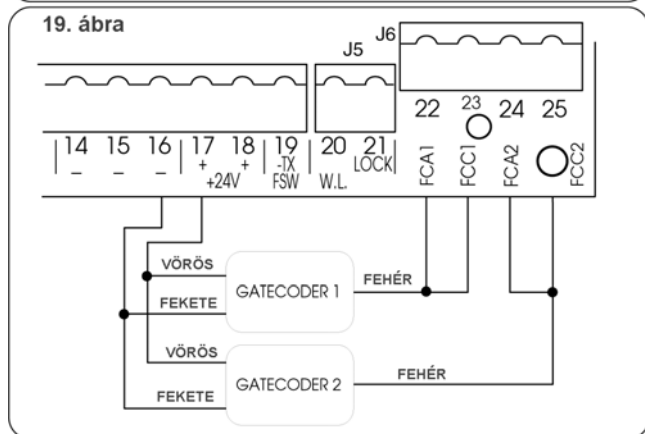 19. ábra
J6
J5
22 23 24 25
14 15 16 17 18 19 20 21
_ _ _ + + -TX LOCK
+24V FSW W.L.
FCA1 FCC1 FCA2 FCC2
VÖRÖS
FEHÉR
GATECODER 1
FEKETE
VÖRÖS
FEHÉR
GATECODER 2
FEKETE